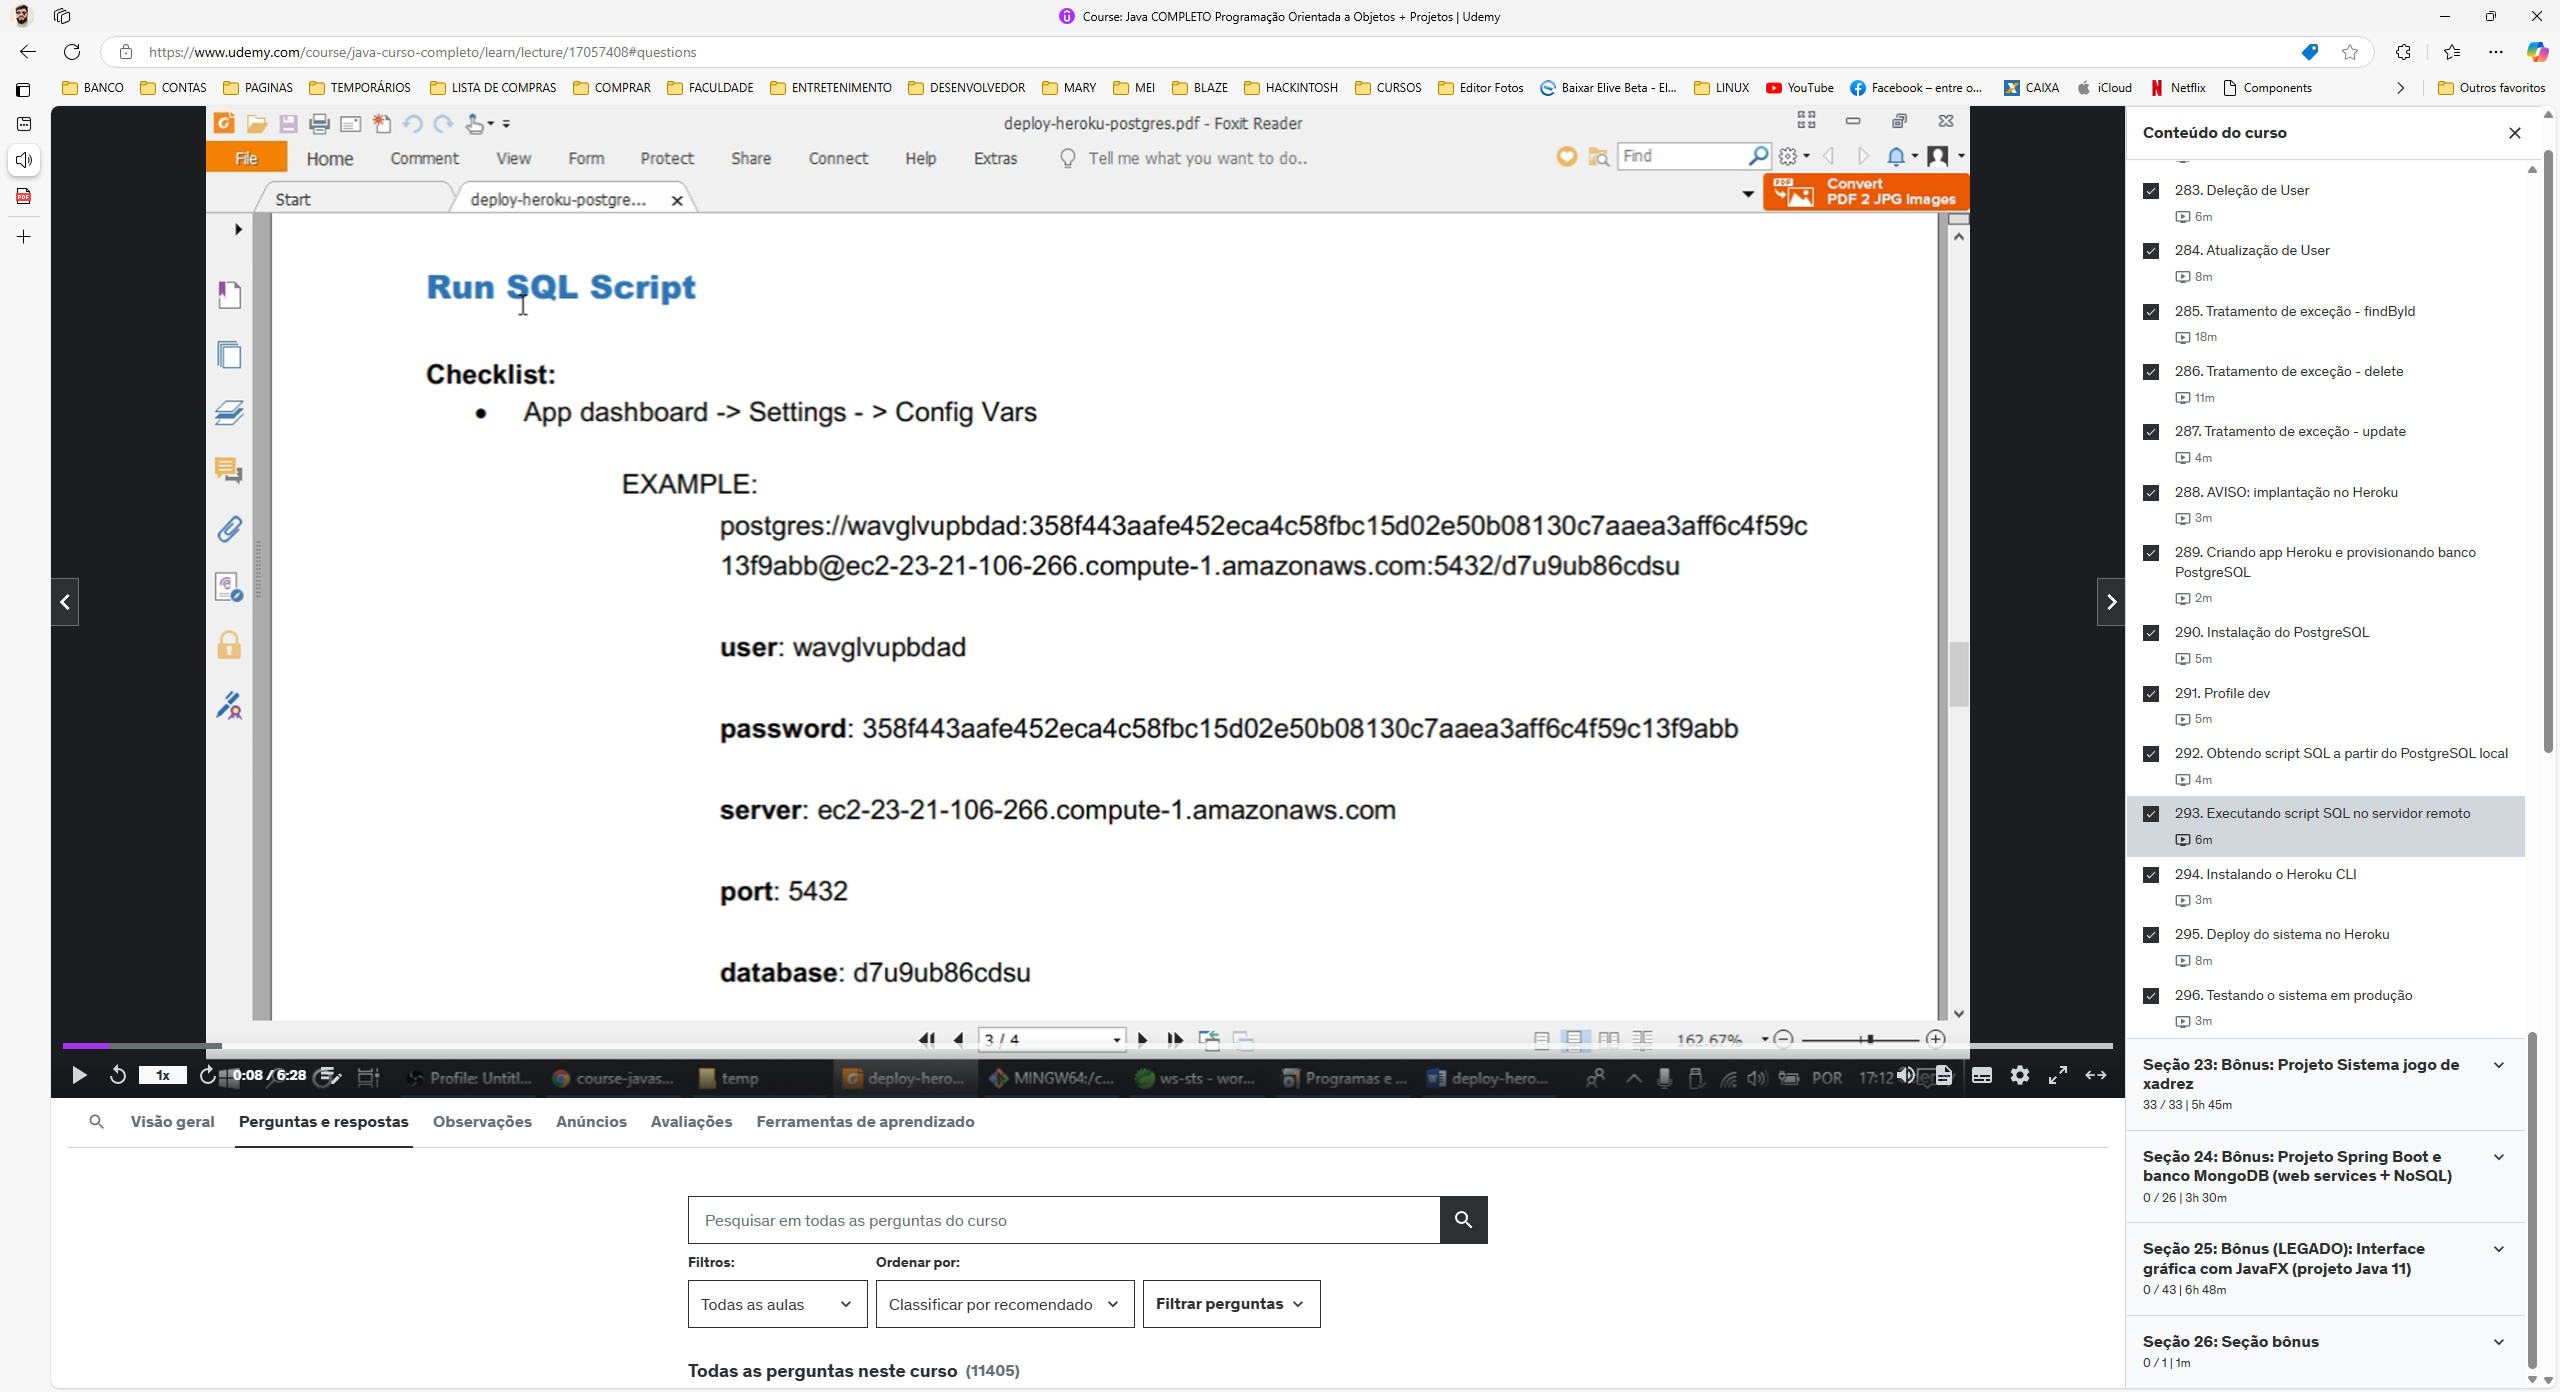 Course: Java COMPLETO Programação Orientada a Objetos + Projetos | Udemy
https://www.udemy.com/course/java-curso-completo/learn/lecture/17057408#questions
BANCO
CONTAS
PAGINAS
TEMPORÁRIOS
LISTA DE COMPRAS
COMPRAR
FACULDADE
ENTRETENIMENTO
DESENVOLVEDOR
MARY
MEI
BLAZE
HACKINTOSH
CURSOS
Editor Fotos
Baixar Elive Beta - El...
LINUX
YouTube
Facebook – entre o...
CAIXA
iCloud
Netflix
Components
Outros favoritos
deploy-heroku-postgres.pdf - Foxit Reader
File
Home
Comment
View
Form
Protect
Share
Connect
Help
Extras
Tell me what you want to do..
Find
Start
deploy-heroku-postgre...
Convert
PDF 2 JPG Images
Run SQL Script
Checklist:
• App dashboard -> Settings - > Config Vars
EXAMPLE:
postgres://wavglvupbdad:358f443aafe452eca4c58fbc15d02e50b08130c7aaea3aff6c4f59c
13f9abb@ec2-23-21-106-266.compute-1.amazonaws.com:5432/d7u9ub86cdsu
user: wavglvupbdad
password: 358f443aafe452eca4c58fbc15d02e50b08130c7aaea3aff6c4f59c13f9abb
server: ec2-23-21-106-266.compute-1.amazonaws.com
port: 5432
database: d7u9ub86cdsu
3 / 4
162.67%
1x
0:08 / 6:28
Profile: Untitl...
course-javas...
temp
deploy-hero...
MINGW64:/c...
ws-sts - wor...
Programas e ...
deploy-hero...
POR
17:12
Visão geral
Perguntas e respostas
Observações
Anúncios
Avaliações
Ferramentas de aprendizado
Pesquisar em todas as perguntas do curso
Filtros:
Ordenar por:
Todas as aulas
Classificar por recomendado
Filtrar perguntas
Todas as perguntas neste curso (11405)
Conteúdo do curso
283. Deleção de User
6m
284. Atualização de User
8m
285. Tratamento de exceção - findById
18m
286. Tratamento de exceção - delete
11m
287. Tratamento de exceção - update
4m
288. AVISO: implantação no Heroku
3m
289. Criando app Heroku e provisionando banco
PostgreSQL
2m
290. Instalação do PostgreSQL
5m
291. Profile dev
5m
292. Obtendo script SQL a partir do PostgreSQL local
4m
293. Executando script SQL no servidor remoto
6m
294. Instalando o Heroku CLI
3m
295. Deploy do sistema no Heroku
8m
296. Testando o sistema em produção
3m
Seção 23: Bônus: Projeto Sistema jogo de
xadrez
33 / 33 | 5h 45m
Seção 24: Bônus: Projeto Spring Boot e
banco MongoDB (web services + NoSQL)
0 / 26 | 3h 30m
Seção 25: Bônus (LEGADO): Interface
gráfica com JavaFX (projeto Java 11)
0 / 43 | 6h 48m
Seção 26: Seção bônus
0 / 1 | 1m